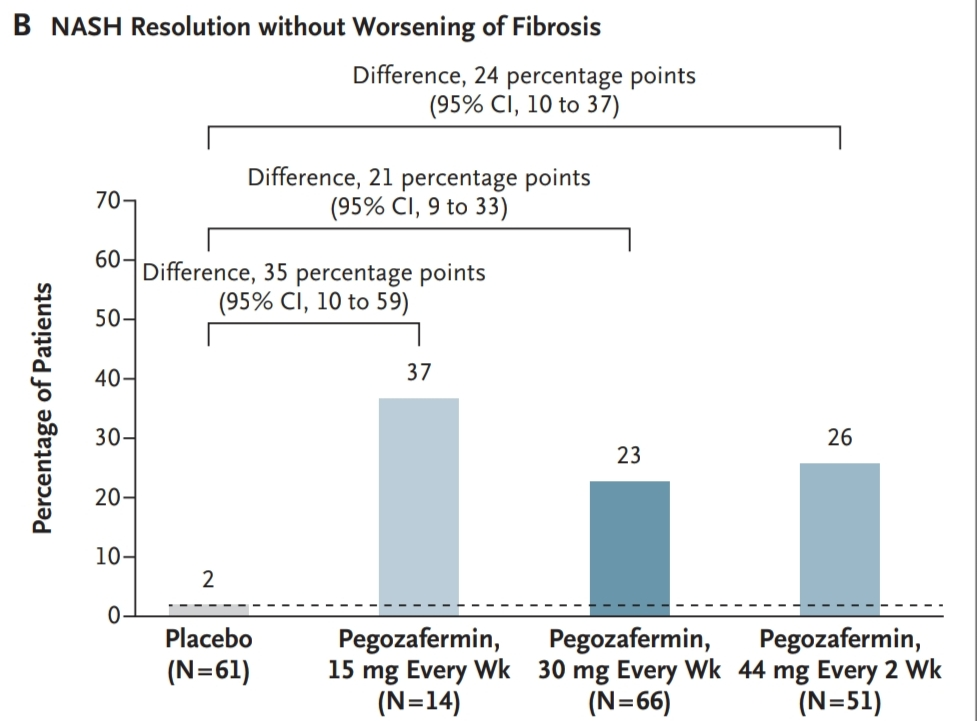 B NASH Resolution without Worsening of Fibrosis
Difference, 24 percentage points
(95% CI, 10 to 37)
Difference, 21 percentage points
(95% CI, 9 to 33)
Difference, 35 percentage points
(95% CI, 10 to 59)
Percentage of Patients
70
60
50
40
30
20
10
0
2
37
23
26
Placebo
(N=61)
Pegozafermin,
15 mg Every Wk
(N=14)
Pegozafermin,
30 mg Every Wk
(N=66)
Pegozafermin,
44 mg Every 2 Wk
(N=51)